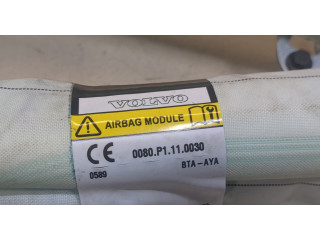 VOLVO
AIRBAG MODULE
CE 0080.P1.11.0030
0589 BTA-AYA